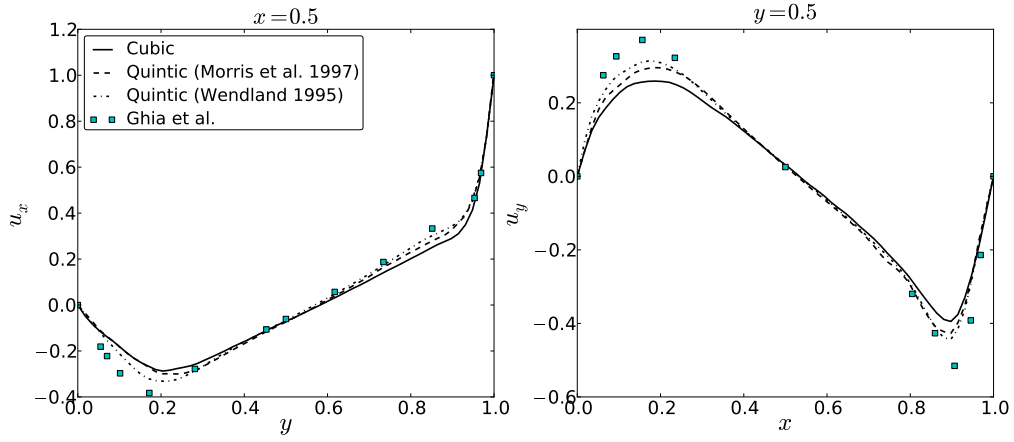 x=0.5
1.2
1.0
0.8
0.6
0.4
0.2
0.0
−0.2
−0.4
u_x
Cubic
Quintic (Morris et al. 1997)
Quintic (Wendland 1995)
Ghia et al.
0.0 0.2 0.4 0.6 0.8 1.0
y
y=0.5
0.2
0.0
−0.2
−0.4
−0.6
u_y
0.0 0.2 0.4 0.6 0.8 1.0
x